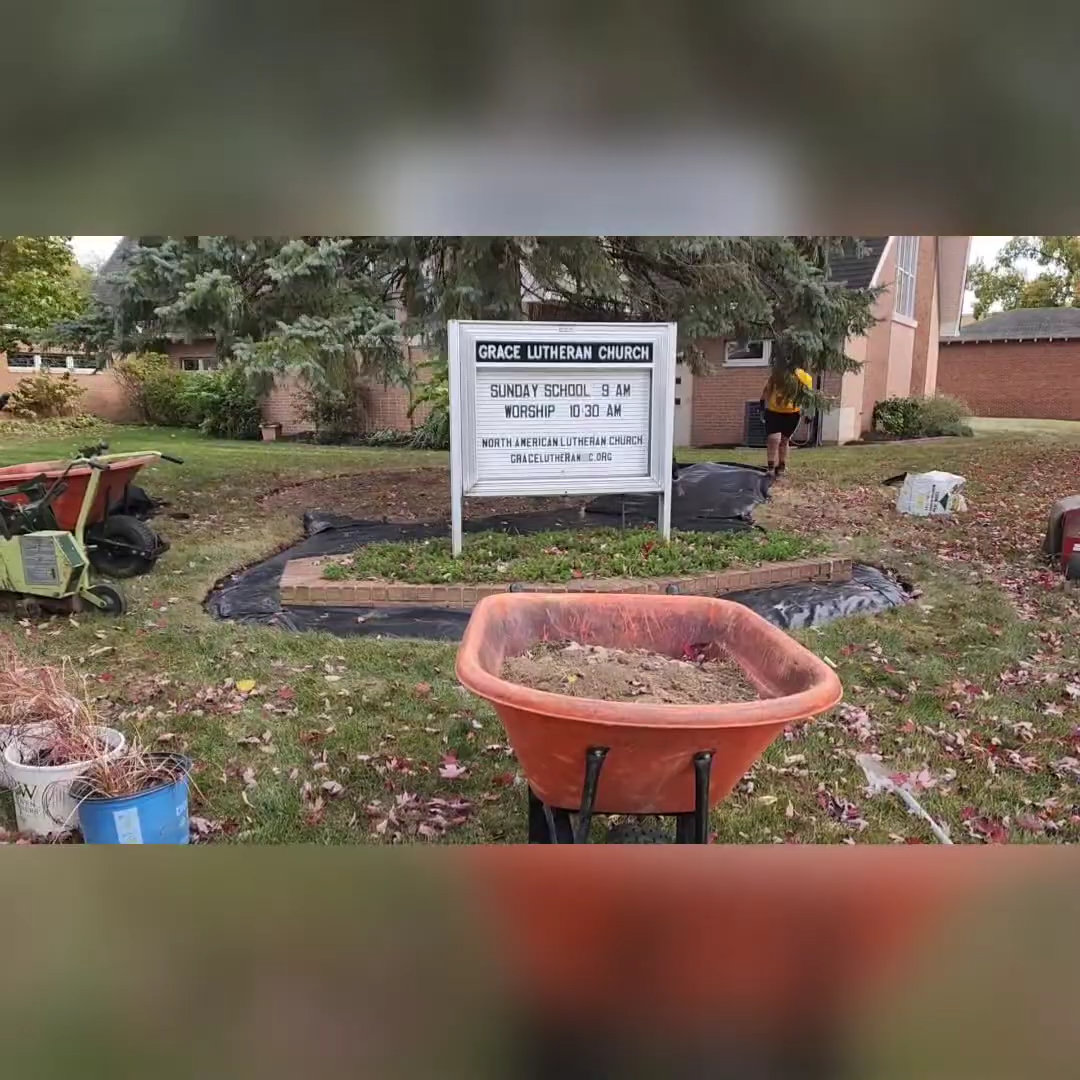 GRACE LUTHERAN CHURCH
SUNDAY SCHOOL 9 AM
WORSHIP 10:30 AM
NORTH AMERICAN LUTHERAN CHURCH